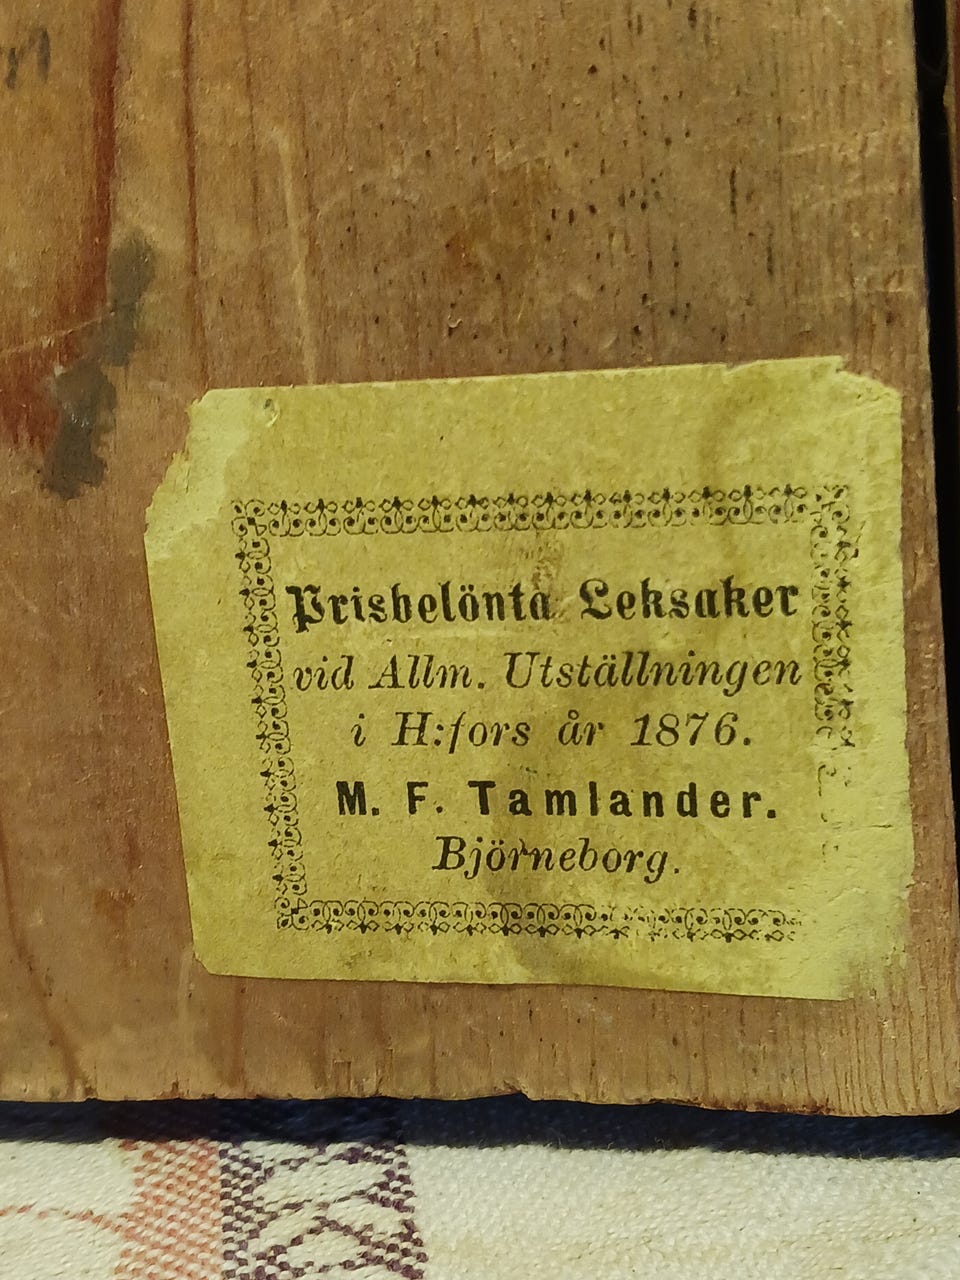 Prisbelönta Leksaker
vid Allm. Utställningen
i H:fors år 1876.
M. F. Tamlander.
Björneborg.